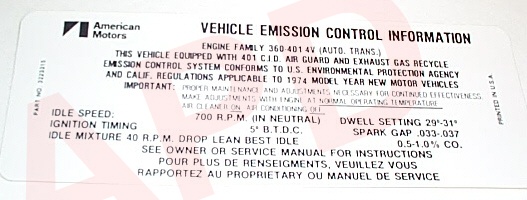 American Motors
VEHICLE EMISSION CONTROL INFORMATION
ENGINE FAMILY 360-401 4V (AUTO. TRANS.)
THIS VEHICLE EQUIPPED WITH 401 C.I.D. AIR GUARD AND EXHAUST GAS RECYCLE
EMISSION CONTROL SYSTEM CONFORMS TO U.S. ENVIRONMENTAL PROTECTION AGENCY
AND CALIF. REGULATIONS APPLICABLE TO 1974 MODEL YEAR NEW MOTOR VEHICLES
IMPORTANT: PROPER MAINTENANCE AND ADJUSTMENTS NECESSARY FOR CONTINUED EFFECTIVENESS.
MAKE ADJUSTMENTS WITH ENGINE AT NORMAL OPERATING TEMPERATURE
AIR CLEANER ON, AIR CONDITIONING OFF
IDLE SPEED: 700 R.P.M. (IN NEUTRAL) DWELL SETTING 29°-31°
IGNITION TIMING 5° B.T.D.C. SPARK GAP .033-.037
IDLE MIXTURE 40 R.P.M. DROP LEAN BEST IDLE 0.5-1.0% CO.
SEE OWNER OR SERVICE MANUAL FOR INSTRUCTIONS
POUR PLUS DE RENSEIGMENTS, VEUILLEZ VOUS
RAPPORTEZ AU PROPRIETARY OU MANUEL DE SERVICE
PART NO.
PRINTED IN U.S.A.